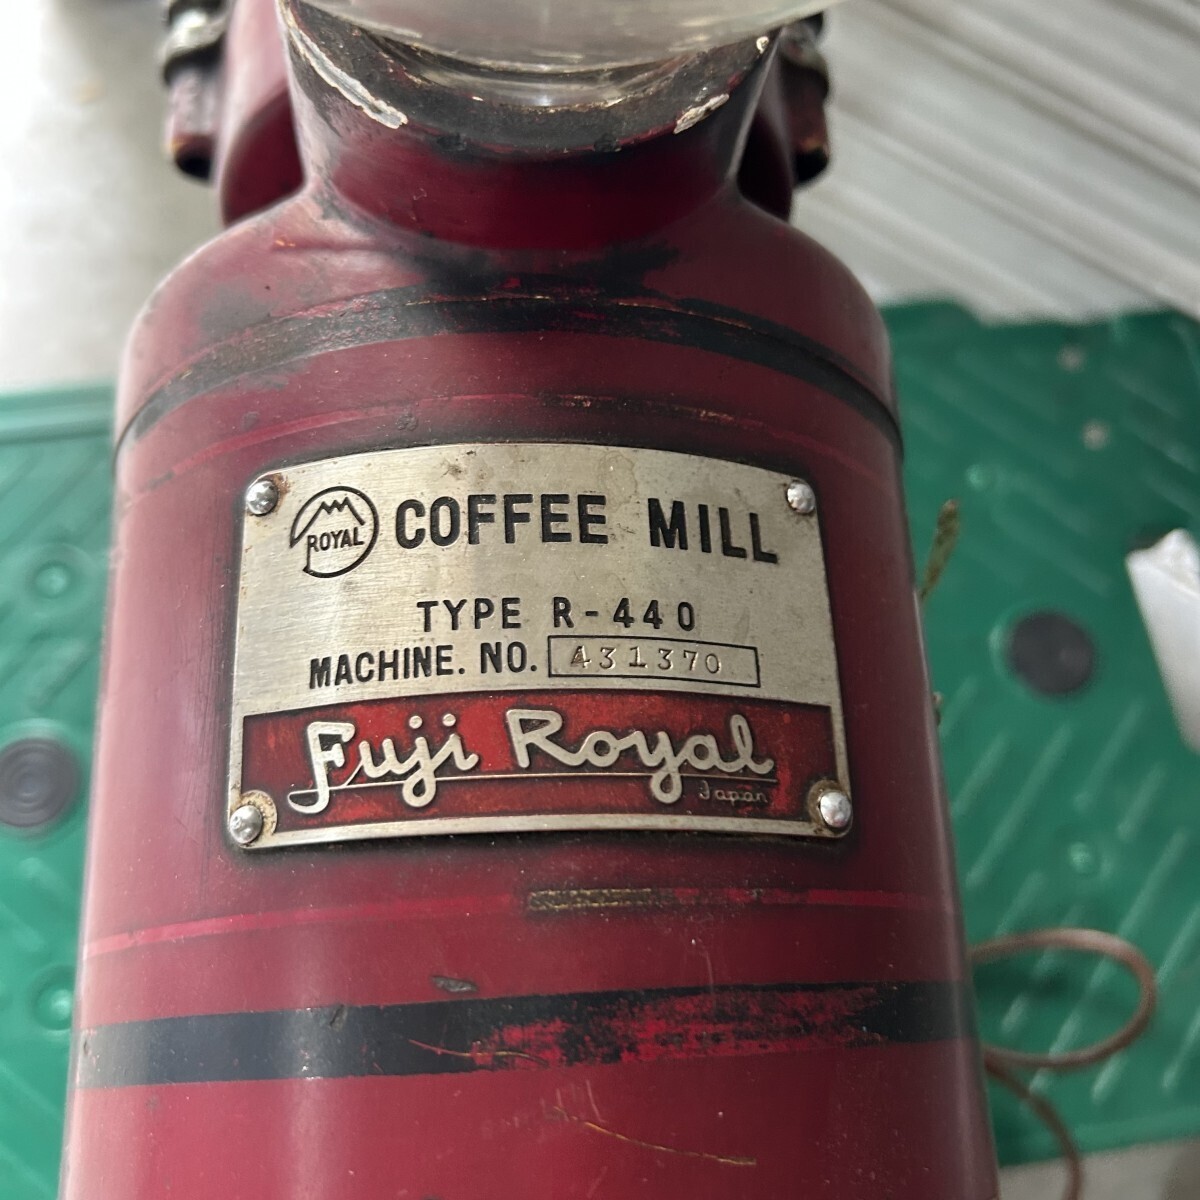 ROYAL COFFEE MILL
TYPE R-440
MACHINE. NO. 431370
Fuji Royal
Japan